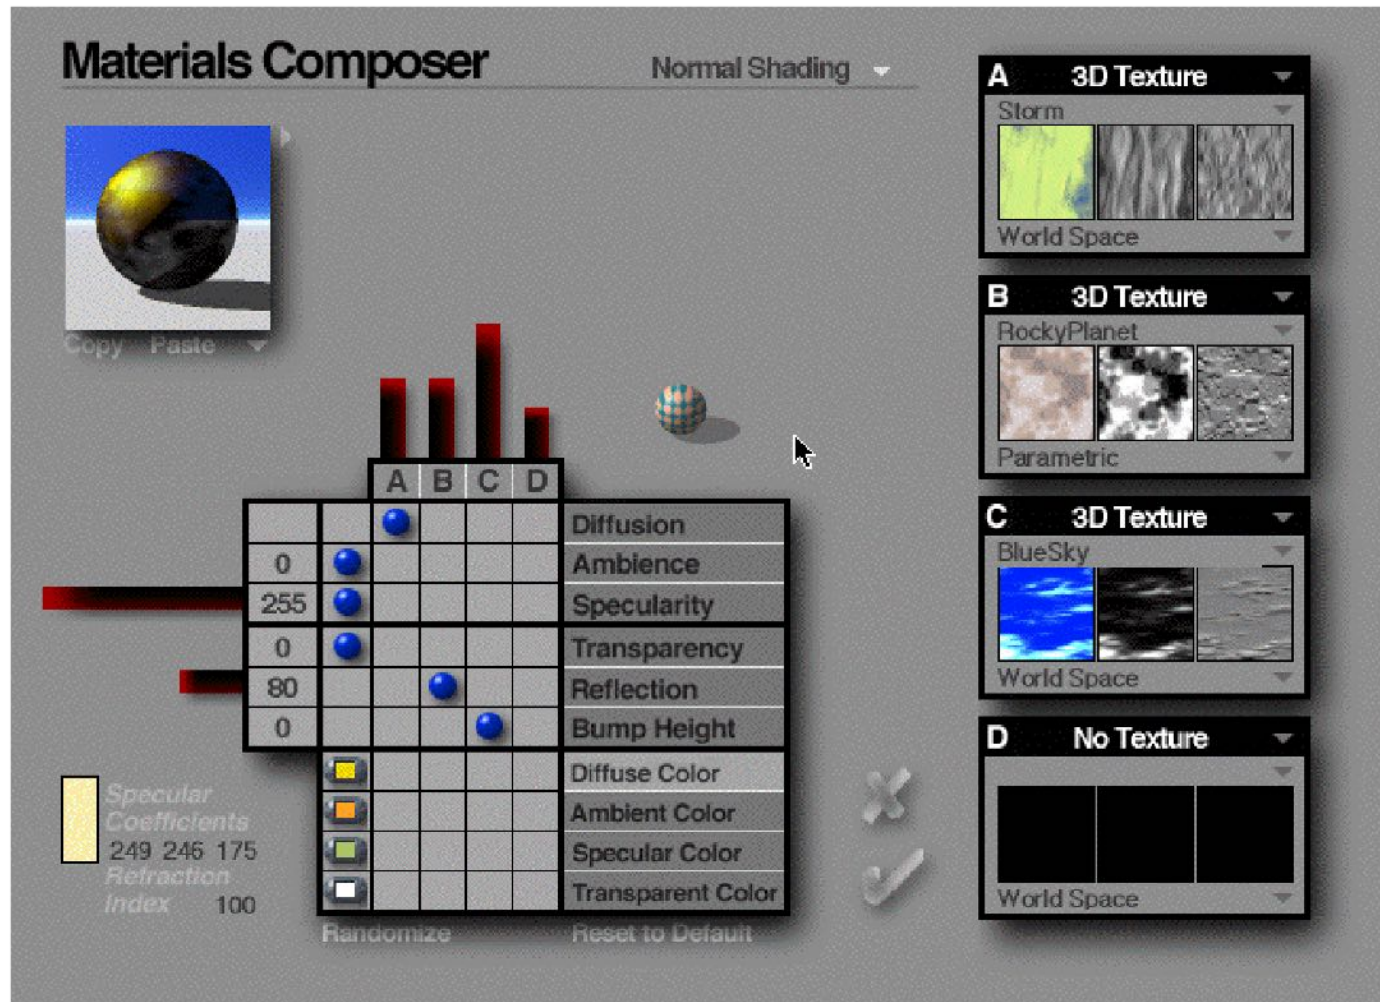 Materials Composer
Normal Shading
Copy Paste
A B C D
Diffusion
0 Ambience
255 Specularity
0 Transparency
80 Reflection
0 Bump Height
Diffuse Color
Ambient Color
Specular Color
Transparent Color
Specular
Coefficients
249 246 175
Refraction
Index 100
Randomize Reset to Default
A 3D Texture
Storm
World Space
B 3D Texture
RockyPlanet
Parametric
C 3D Texture
BlueSky
World Space
D No Texture
World Space